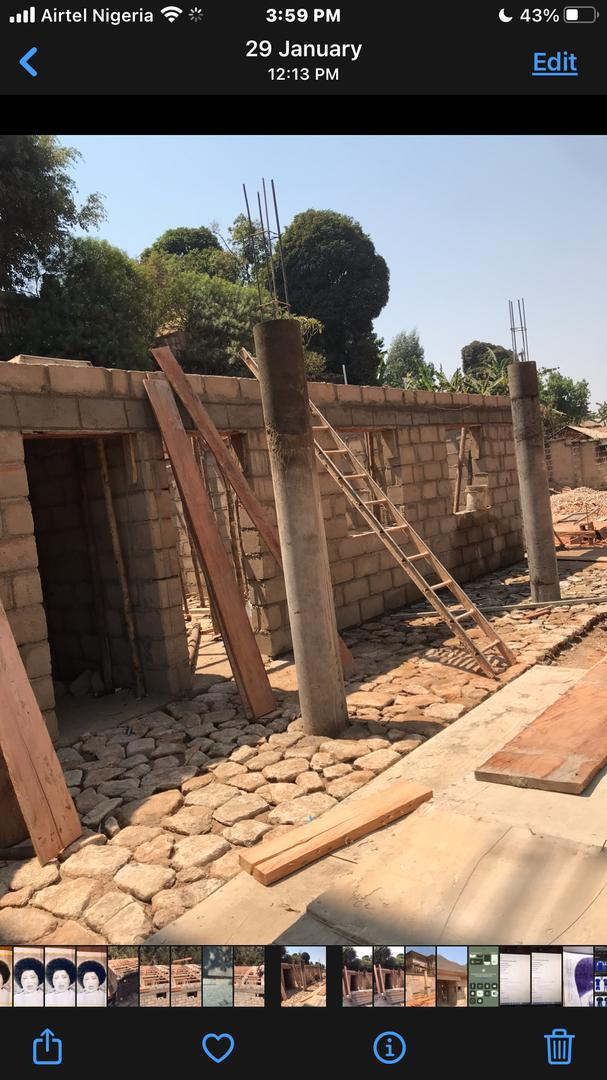 Airtel Nigeria
3:59 PM
43%
29 January
12:13 PM
Edit